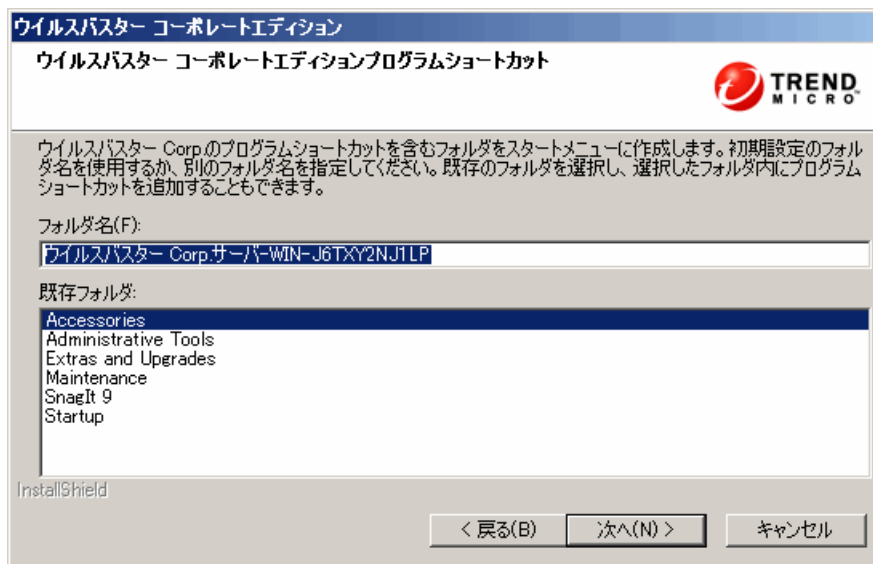 ウイルスバスター コーポレートエディション
ウイルスバスター コーポレートエディションプログラムショートカット
TREND
MICRO
ウイルスバスター Corp.のプログラムショートカットを含むフォルダをスタートメニューに作成します。初期設定のフォル
ダ名を使用するか、別のフォルダ名を指定してください。既存のフォルダを選択し、選択したフォルダ内にプログラム
ショートカットを追加することもできます。
フォルダ名(F):
ウイルスバスター Corp.サーバ-WIN-J6TXY2NJ1LP
既存フォルダ:
Accessories
Administrative Tools
Extras and Upgrades
Maintenance
SnagIt 9
Startup
InstallShield
< 戻る(B)
次へ(N) >
キャンセル